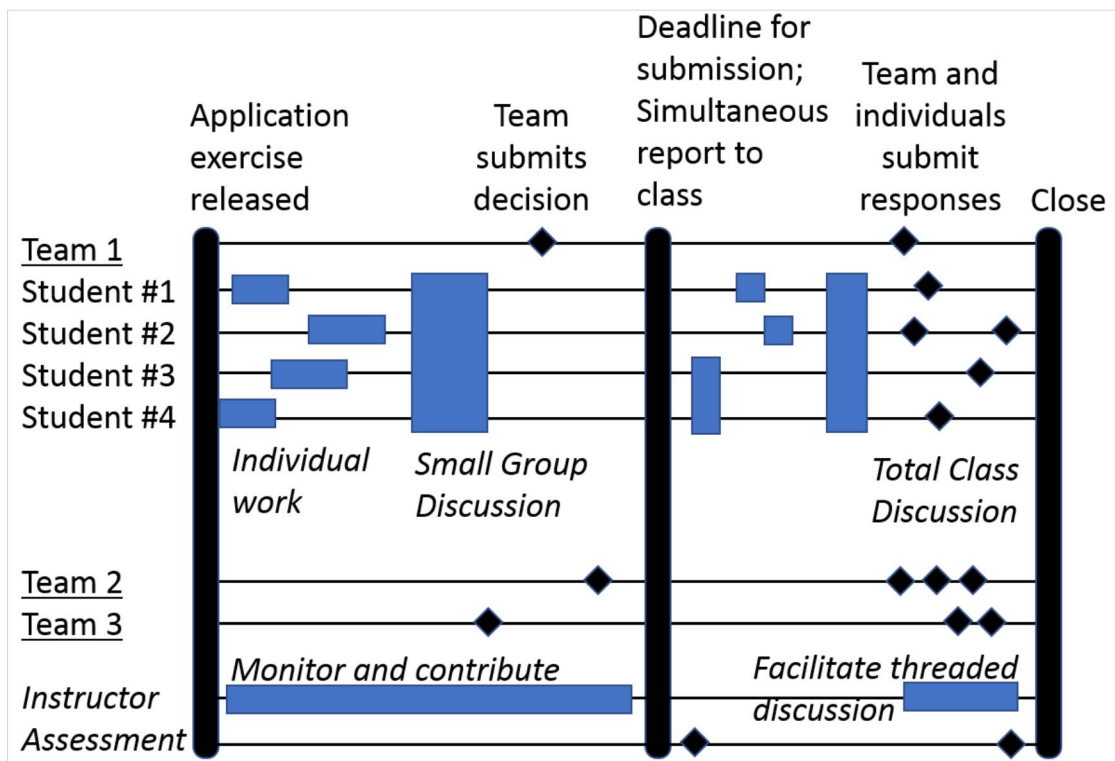 Application
exercise
released
Team
submits
decision
Deadline for
submission;
Simultaneous
report to
class
Team and
individuals
submit
responses
Close
Team 1
Student #1
Student #2
Student #3
Student #4
Individual
work
Small Group
Discussion
Total Class
Discussion
Team 2
Team 3
Monitor and contribute
Facilitate threaded
discussion
Instructor
Assessment